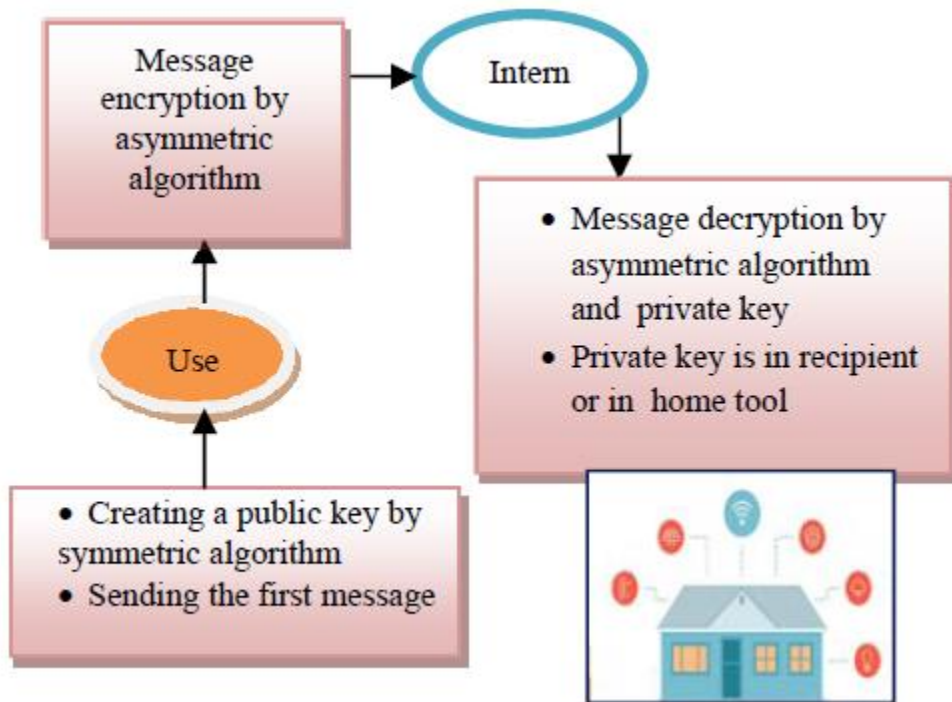 Message
encryption by
asymmetric
algorithm
Intern
• Message decryption by
asymmetric algorithm
and private key
• Private key is in recipient
or in home tool
Use
• Creating a public key by
symmetric algorithm
• Sending the first message